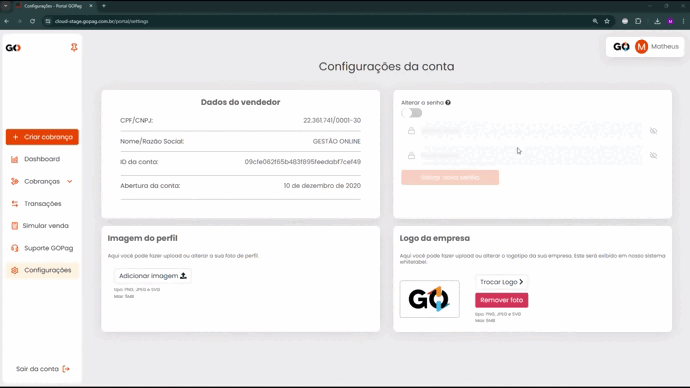 Configurações - Portal GOPag
cloud-stage.gopag.com.br/portal/settings
GO
GO M Matheus
Configurações da conta
+ Criar cobrança
Dashboard
Cobranças
Transações
Simular venda
Suporte GOPag
Configurações
Sair da conta
Dados do vendedor
CPF/CNPJ: 22.361.741/0001-30
Nome/Razão Social: GESTÃO ONLINE
ID da conta: 09cfe062f65b483f895feedabf7cef49
Abertura da conta: 10 de dezembro de 2020
Alterar a senha
Imagem do perfil
Aqui você pode fazer upload ou alterar a sua foto de perfil.
Adicionar imagem
tipo: PNG, JPEG e SVG
Max: 5MB
Logo da empresa
Aqui você pode fazer upload ou alterar o logotipo da sua empresa. Este será exibido em nosso sistema
whitelabel.
GO
Trocar Logo
Remover foto
tipo: PNG, JPEG e SVG
Max: 5MB